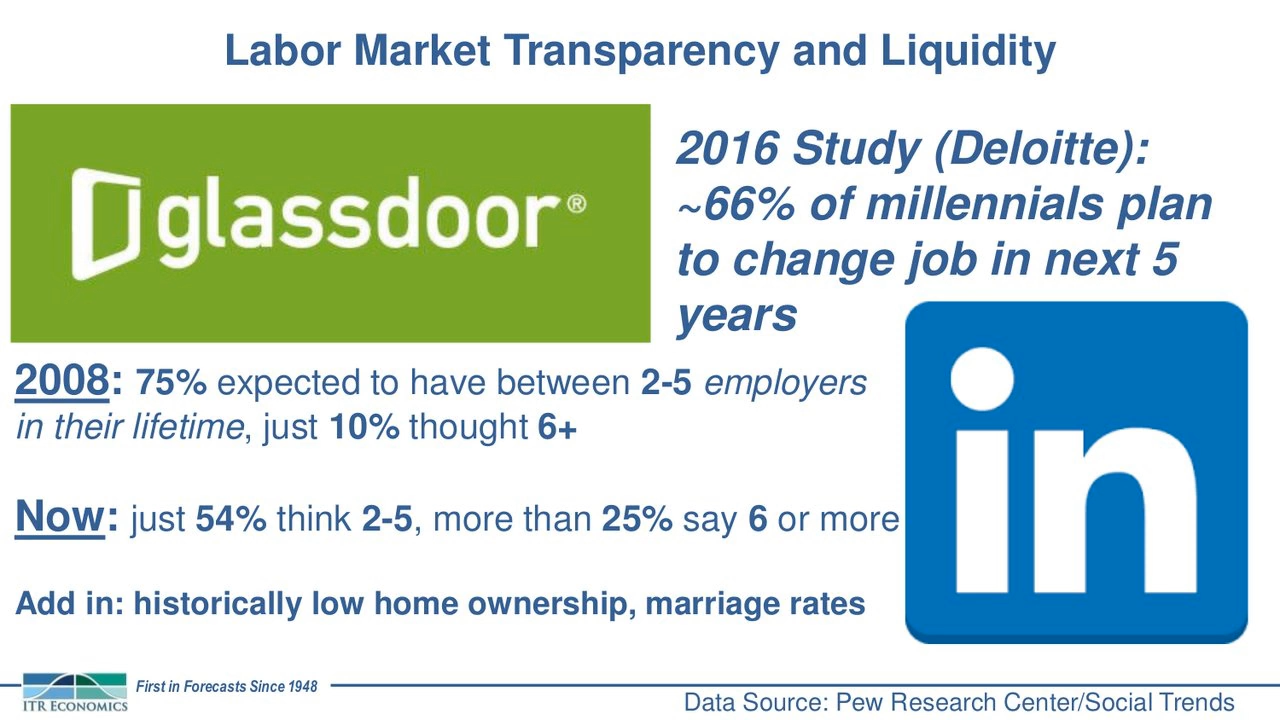 Labor Market Transparency and Liquidity
glassdoor®
2016 Study (Deloitte):
~66% of millennials plan
to change job in next 5
years
2008: 75% expected to have between 2-5 employers
in their lifetime, just 10% thought 6+
in
Now: just 54% think 2-5, more than 25% say 6 or more
Add in: historically low home ownership, marriage rates
First in Forecasts Since 1948
ITR ECONOMICS
Data Source: Pew Research Center/Social Trends